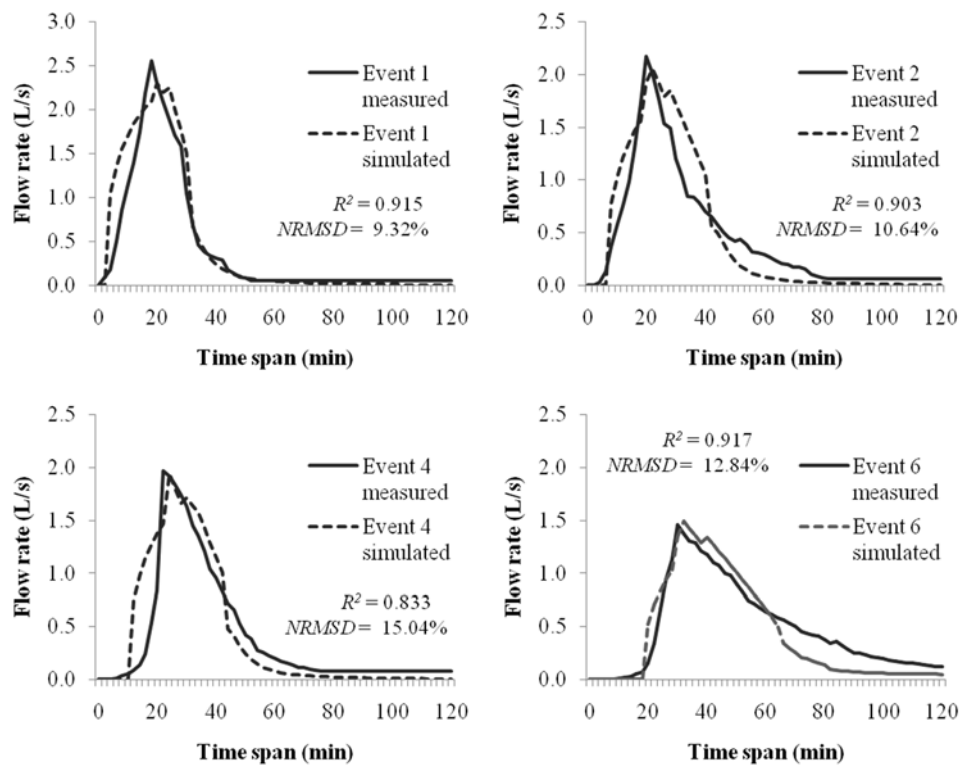 3.0
2.5
2.0
1.5
1.0
0.5
0.0
Flow rate (L/s)
Event 1
measured
Event 1
simulated
R² = 0.915
NRMSD = 9.32%
0 20 40 60 80 100 120
Time span (min)
2.5
2.0
1.5
1.0
0.5
0.0
Flow rate (L/s)
Event 2
measured
Event 2
simulated
R² = 0.903
NRMSD = 10.64%
0 20 40 60 80 100 120
Time span (min)
2.5
2.0
1.5
1.0
0.5
0.0
Flow rate (L/s)
Event 4
measured
Event 4
simulated
R² = 0.833
NRMSD = 15.04%
0 20 40 60 80 100 120
Time span (min)
2.5
2.0
1.5
1.0
0.5
0.0
Flow rate (L/s)
R² = 0.917
NRMSD = 12.84%
Event 6
measured
Event 6
simulated
0 20 40 60 80 100 120
Time span (min)